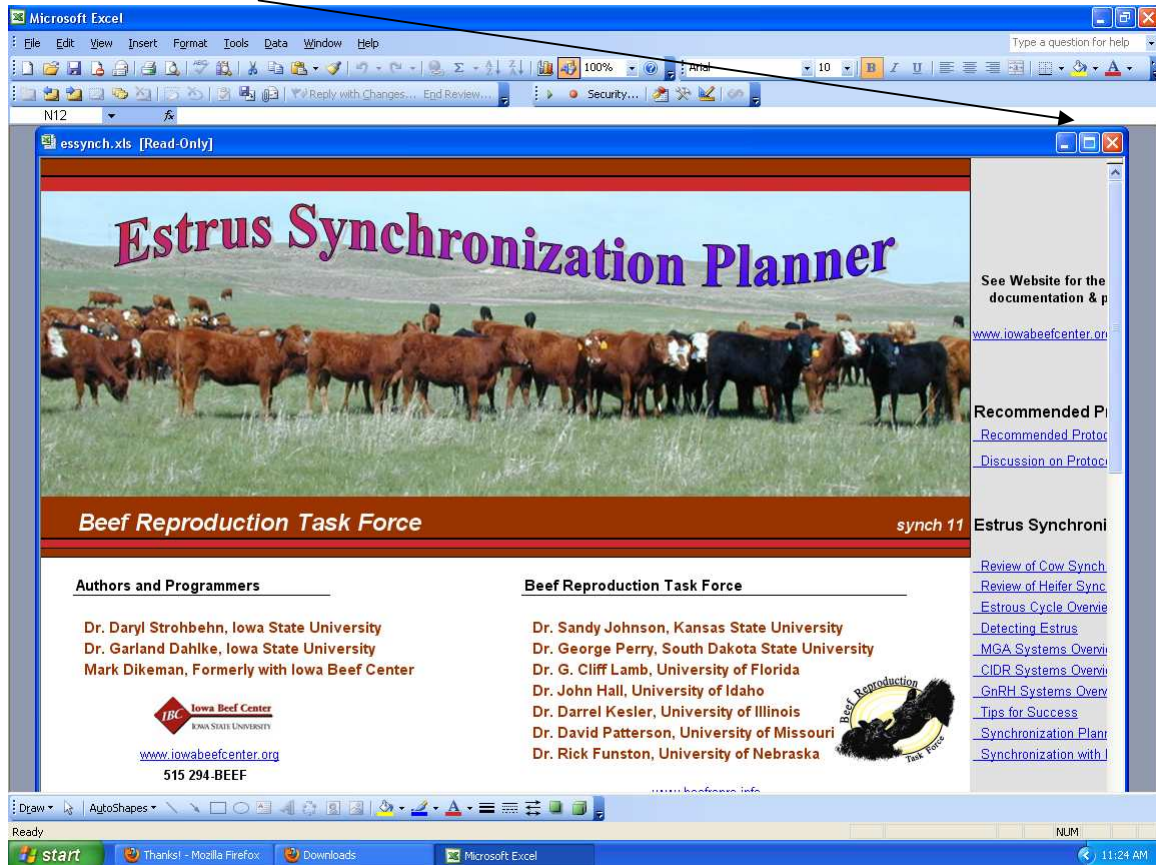 Microsoft Excel
File Edit View Insert Format Tools Data Window Help
Type a question for help
100%
Arial
10
B I U
Reply with Changes... End Review...
Security...
N12
fx
essynch.xls [Read-Only]
Estrus Synchronization Planner
See Website for the
documentation & p
www.iowabeefcenter.or
Recommended P
Recommended Protoc
Discussion on Protoc
Beef Reproduction Task Force
synch 11
Estrus Synchroni
Review of Cow Synch
Review of Heifer Sync
Estrous Cycle Overvie
Detecting Estrus
MGA Systems Overvi
CIDR Systems Overvi
GnRH Systems Overv
Tips for Success
Synchronization Plann
Synchronization with
Authors and Programmers
Dr. Daryl Strohbehn, Iowa State University
Dr. Garland Dahlke, Iowa State University
Mark Dikeman, Formerly with Iowa Beef Center
IBC
Iowa Beef Center
IOWA STATE UNIVERSITY
www.iowabeefcenter.org
515 294-BEEF
Beef Reproduction Task Force
Dr. Sandy Johnson, Kansas State University
Dr. George Perry, South Dakota State University
Dr. G. Cliff Lamb, University of Florida
Dr. John Hall, University of Idaho
Dr. Darrel Kesler, University of Illinois
Dr. David Patterson, University of Missouri
Dr. Rick Funston, University of Nebraska
Beef Reproduction
Task Force
Draw AutoShapes
Ready
NUM
start
Thanks! - Mozilla Firefox
Downloads
Microsoft Excel
11:24 AM